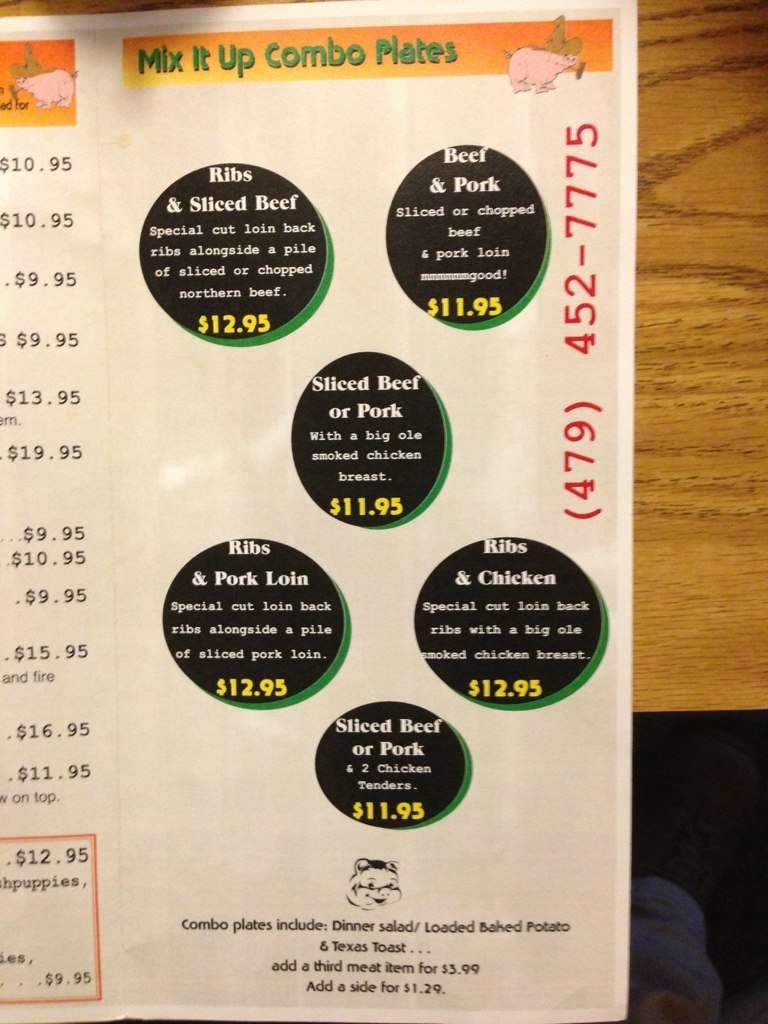 Mix It Up Combo Plates
ed for
$10.95
$10.95
.$9.95
S $9.95
$13.95
em.
.$19.95
...$9.95
.$10.95
.$9.95
.$15.95
and fire
.$16.95
.$11.95
w on top.
..$12.95
hpuppies,
ies,
. . .$9.95
Ribs
& Sliced Beef
Special cut loin back
ribs alongside a pile
of sliced or chopped
northern beef.
$12.95
Beef
& Pork
Sliced or chopped
beef
& pork loin
mmmmmmgood!
$11.95
(479) 452-7775
Sliced Beef
or Pork
With a big ole
smoked chicken
breast.
$11.95
Ribs
& Pork Loin
Special cut loin back
ribs alongside a pile
of sliced pork loin.
$12.95
Ribs
& Chicken
Special cut loin back
ribs with a big ole
smoked chicken breast.
$12.95
Sliced Beef
or Pork
& 2 Chicken
Tenders.
$11.95
Combo plates include: Dinner salad/ Loaded Baked Potato
& Texas Toast . . .
add a third meat item for $3.99
Add a side for $1.29.